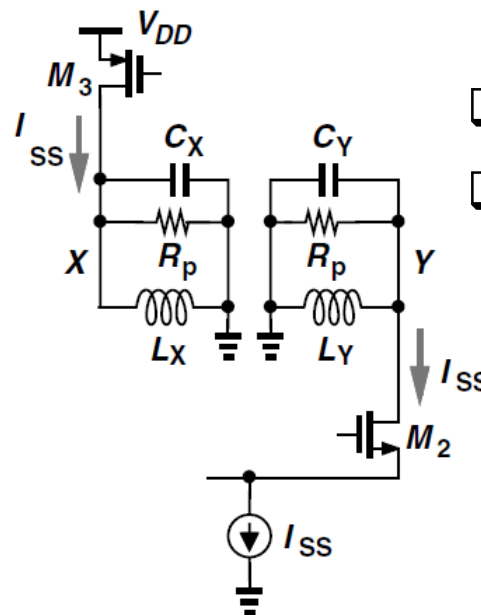 V_DD
M_3
I_SS
C_X
C_Y
X
R_p
R_p
Y
L_X
L_Y
I_SS
M_2
I_SS